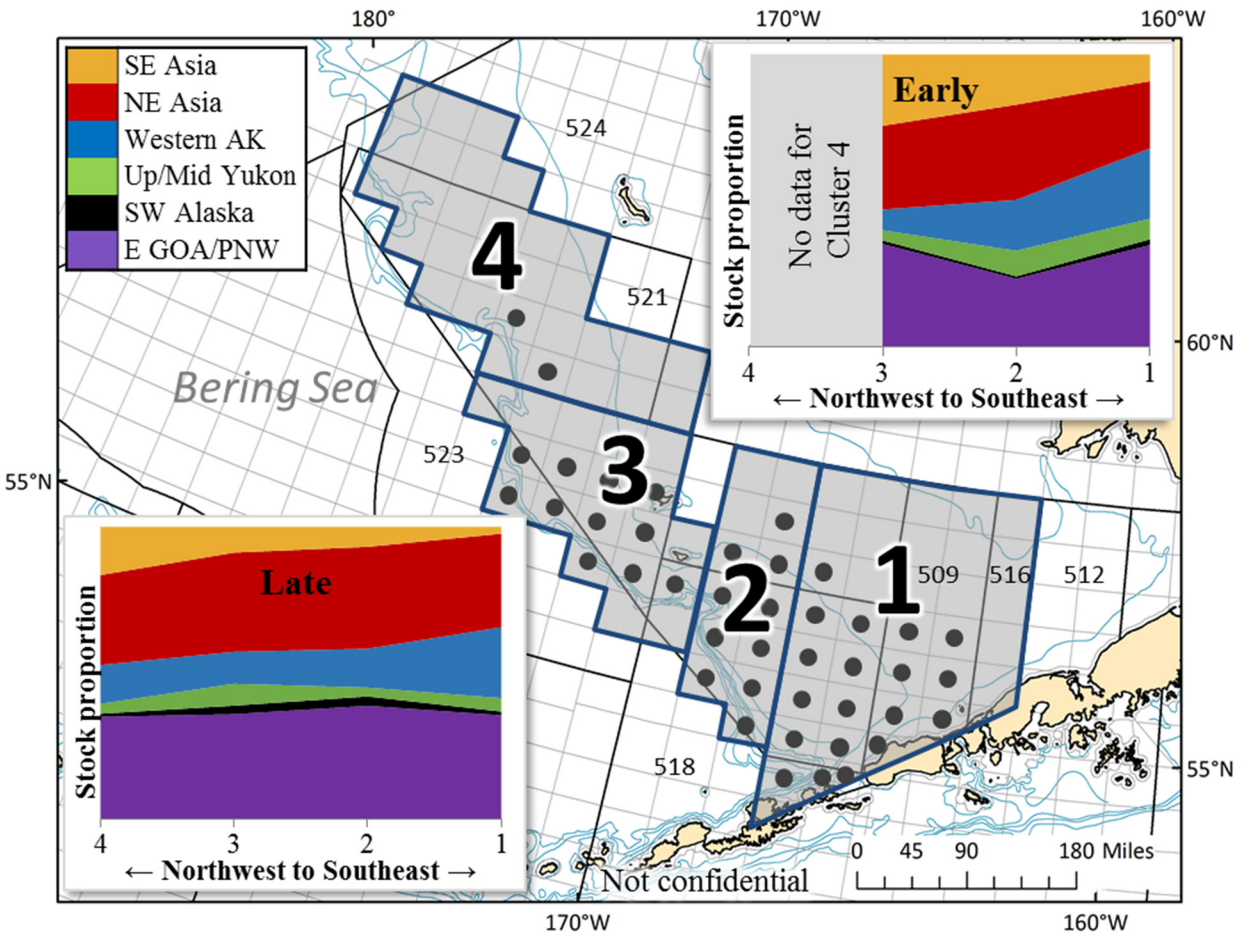 180°
170°W
160°W
SE Asia
NE Asia
Western AK
Up/Mid Yukon
SW Alaska
E GOA/PNW
524
Early
Stock proportion
No data for
Cluster 4
4
3
2
1
← Northwest to Southeast →
4
521
60°N
Bering Sea
3
523
55°N
2
1
509
516
512
Late
Stock proportion
4
3
2
1
← Northwest to Southeast →
518
55°N
0
45
90
180 Miles
Not confidential
170°W
160°W